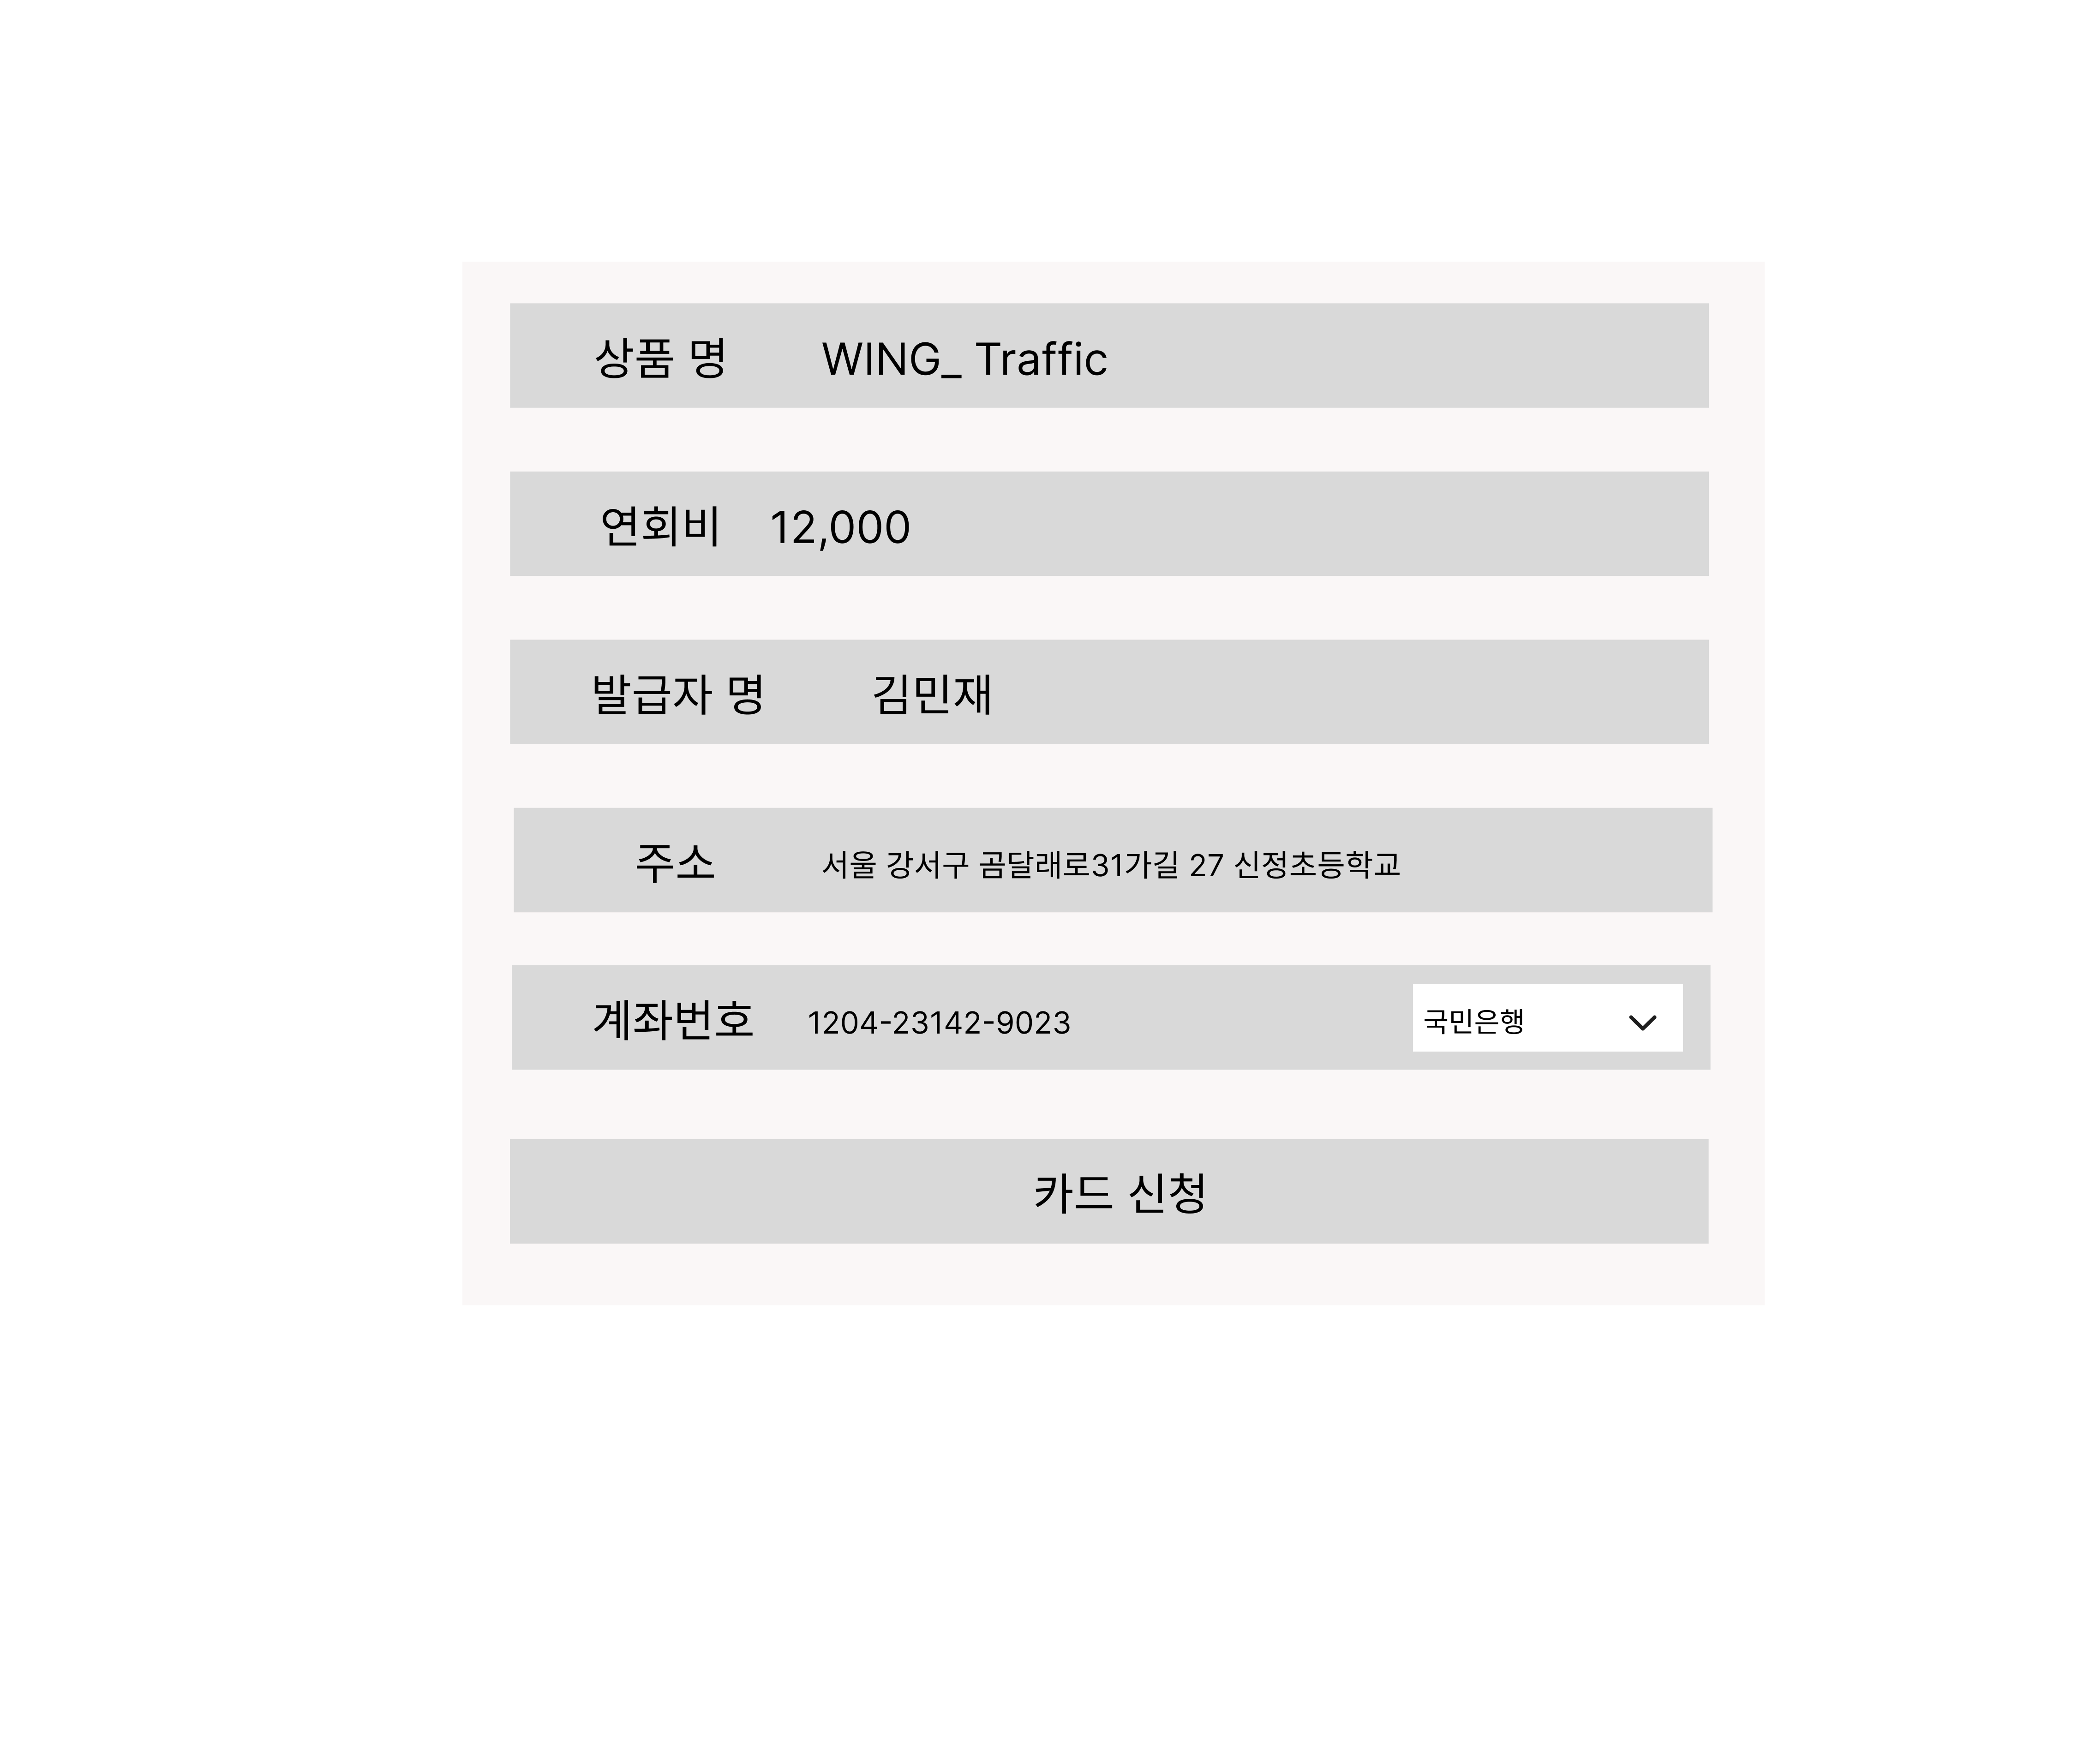 상품 명 WING_ Traffic
연회비 12,000
발급자 명 김민재
주소 서울 강서구 곰달래로31가길 27 신정초등학교
계좌번호 1204-23142-9023 국민은행
카드 신청